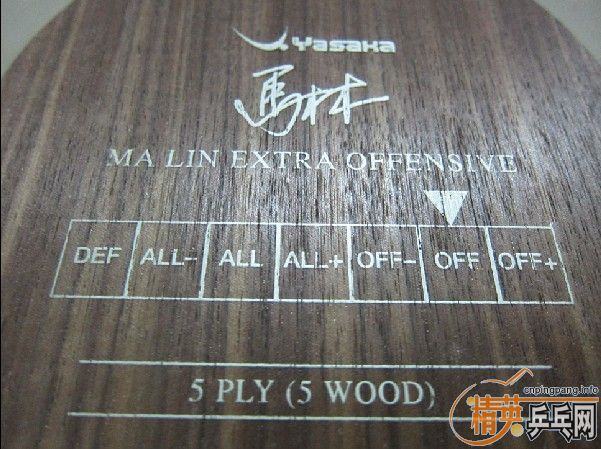 Yasaka
馬林
MA LIN EXTRA OFFENSIVE
DEF ALL- ALL ALL+ OFF- OFF OFF+
5 PLY (5 WOOD)
cnpingpang.info
精英乒乓网